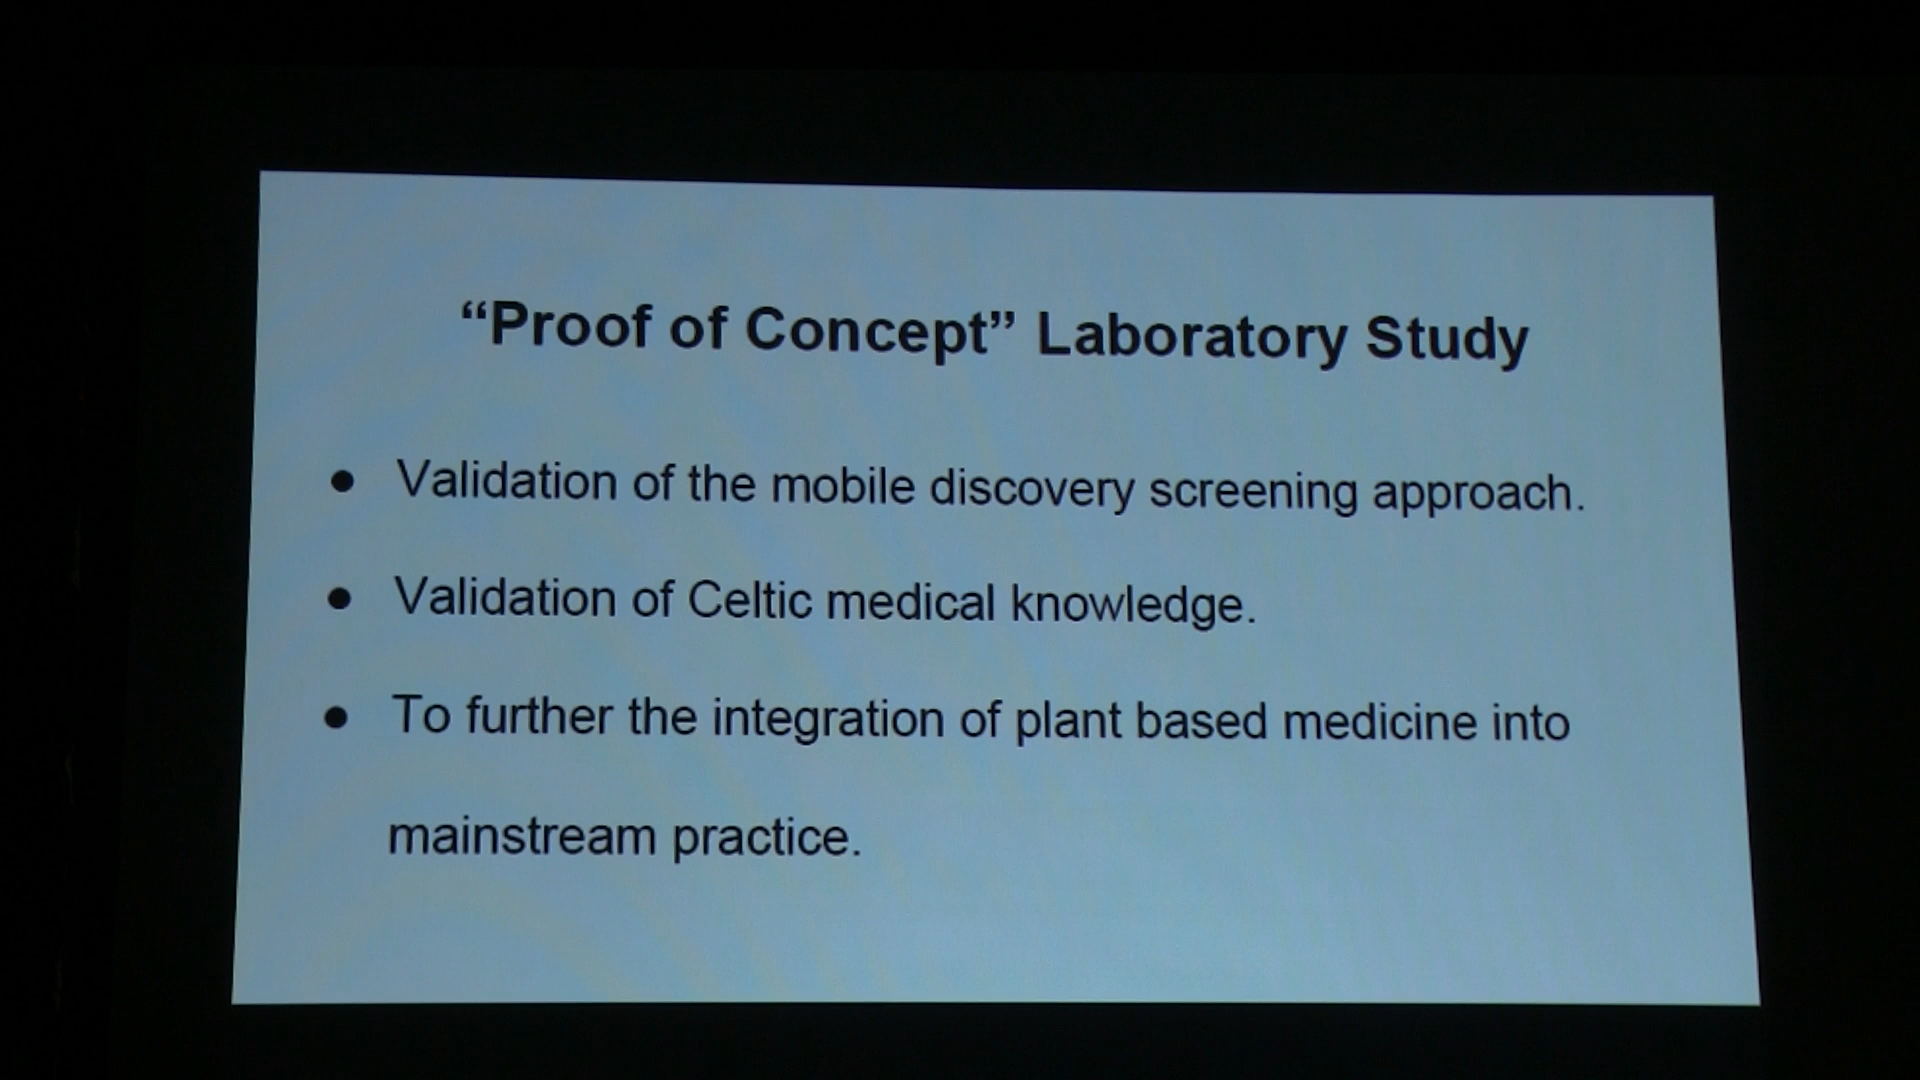 “Proof of Concept” Laboratory Study
● Validation of the mobile discovery screening approach.
● Validation of Celtic medical knowledge.
● To further the integration of plant based medicine into
mainstream practice.